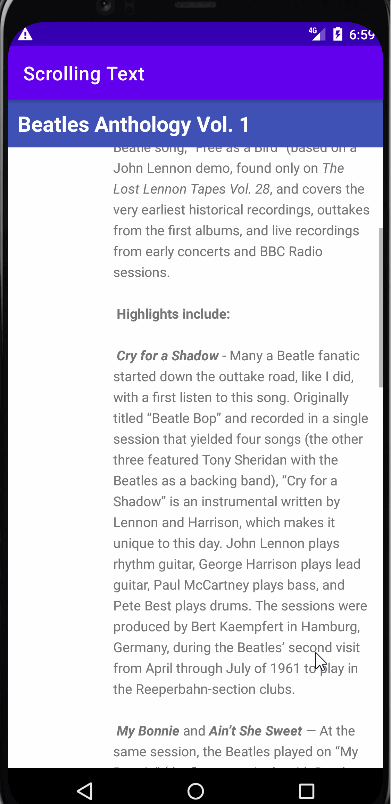 4G 6:59
Scrolling Text
Beatles Anthology Vol. 1
Beatle song, “Free as a Bird” (based on a
John Lennon demo, found only on The
Lost Lennon Tapes Vol. 28, and covers the
very earliest historical recordings, outtakes
from the first albums, and live recordings
from early concerts and BBC Radio
sessions.
Highlights include:
Cry for a Shadow - Many a Beatle fanatic
started down the outtake road, like I did,
with a first listen to this song. Originally
titled “Beatle Bop” and recorded in a single
session that yielded four songs (the other
three featured Tony Sheridan with the
Beatles as a backing band), “Cry for a
Shadow” is an instrumental written by
Lennon and Harrison, which makes it
unique to this day. John Lennon plays
rhythm guitar, George Harrison plays lead
guitar, Paul McCartney plays bass, and
Pete Best plays drums. The sessions were
produced by Bert Kaempfert in Hamburg,
Germany, during the Beatles’ second visit
from April through July of 1961 to play in
the Reeperbahn-section clubs.
My Bonnie and Ain’t She Sweet — At the
same session, the Beatles played on “My